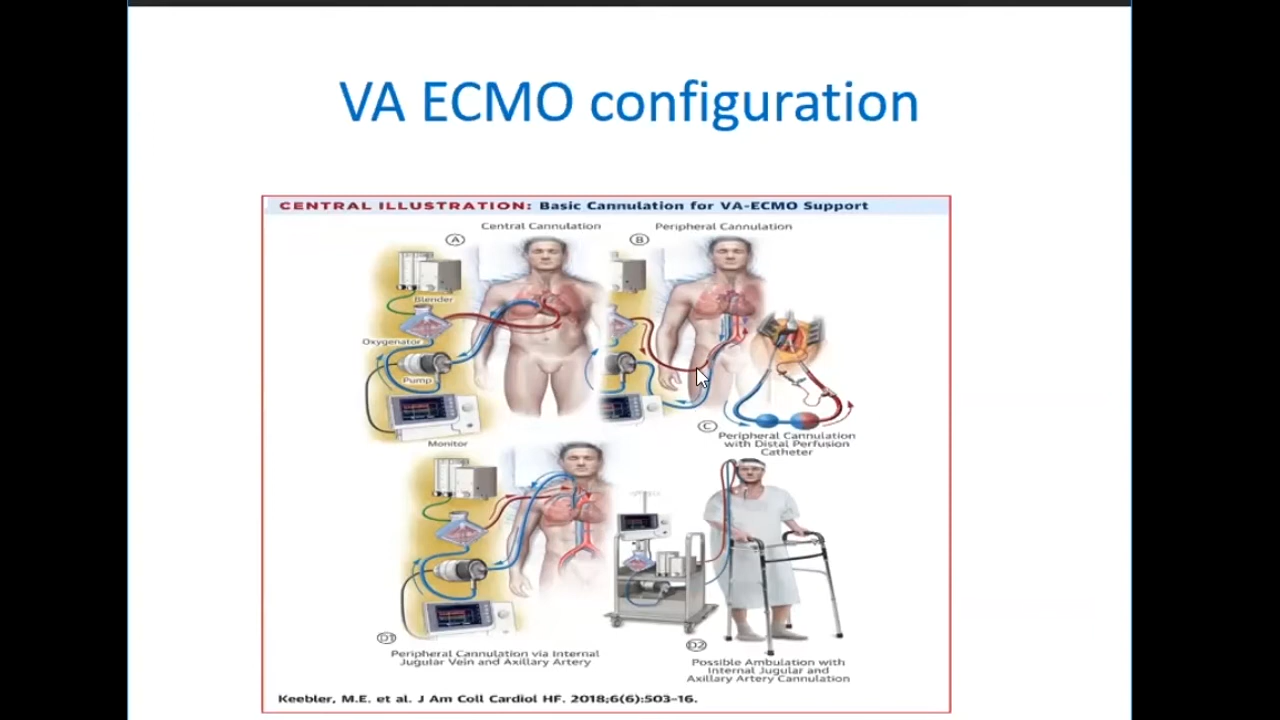 VA ECMO configuration
CENTRAL ILLUSTRATION: Basic Cannulation for VA-ECMO Support
Central Cannulation
Peripheral Cannulation
A
B
Blender
Oxygenator
Pump
Monitor
C
Peripheral Cannulation
with Distal Perfusion
Catheter
D1
Peripheral Cannulation via Internal
Jugular Vein and Axillary Artery
D2
Possible Ambulation with
Internal Jugular and
Axillary Artery Cannulation
Keebler, M.E. et al. J Am Coll Cardiol HF. 2018;6(6):503-16.